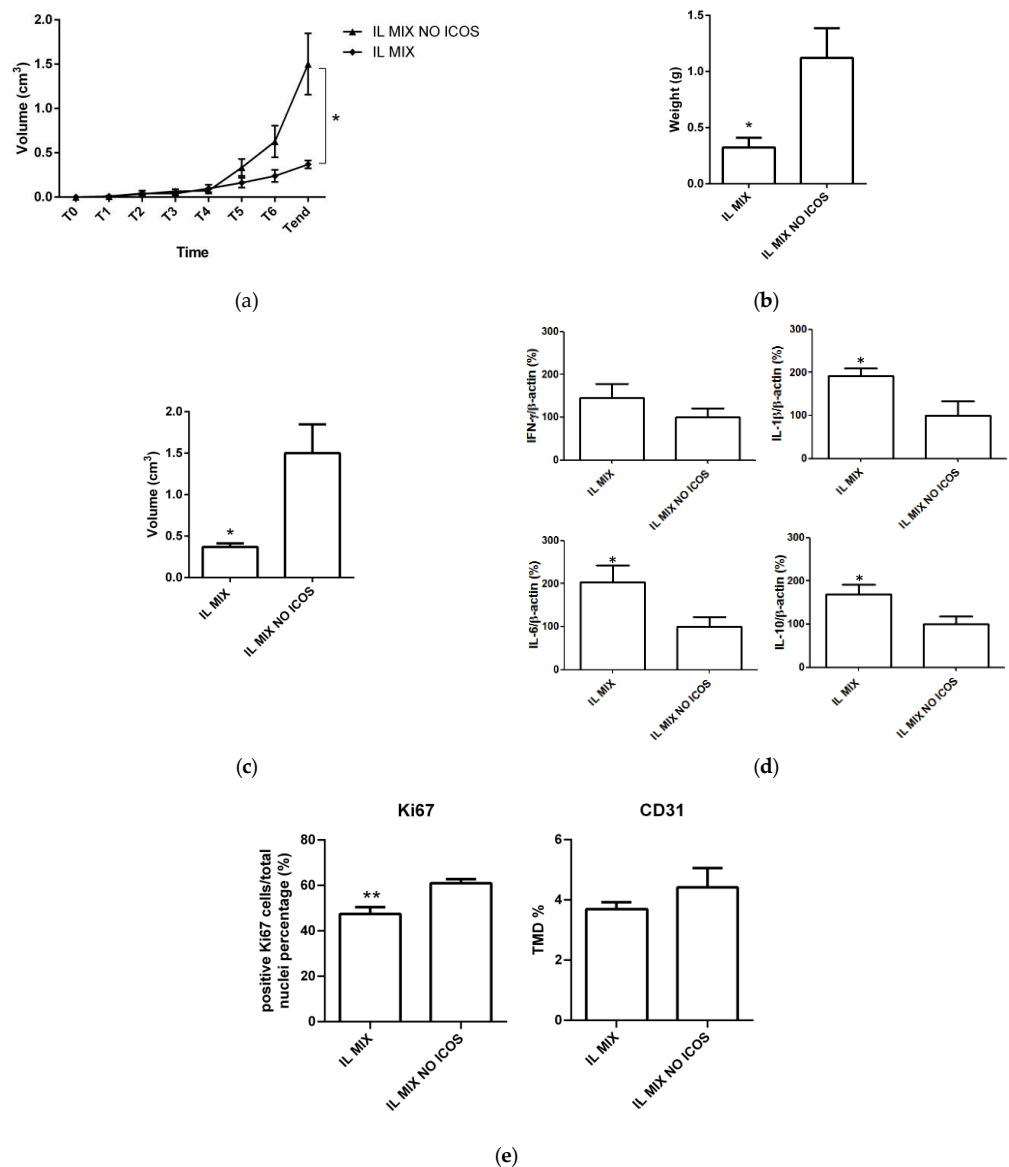 IL MIX NO ICOS
IL MIX
Volume (cm3)
2.0
1.5
1.0
0.5
0.0
*
T0 T1 T2 T3 T4 T5 T6 Tend
Time
(a)
Weight (g)
1.5
1.0
0.5
0.0
*
IL MIX
IL MIX NO ICOS
(b)
Volume (cm3)
2.0
1.5
1.0
0.5
0.0
*
IL MIX
IL MIX NO ICOS
(c)
IFN-γ/β-actin (%)
300
200
100
0
IL MIX
IL MIX NO ICOS
IL-1β/β-actin (%)
300
200
100
0
*
IL MIX
IL MIX NO ICOS
IL-6/β-actin (%)
300
200
100
0
*
IL MIX
IL MIX NO ICOS
IL-10/β-actin (%)
300
200
100
0
*
IL MIX
IL MIX NO ICOS
(d)
Ki67
positive Ki67 cells/total
nuclei percentage (%)
80
60
40
20
0
**
IL MIX
IL MIX NO ICOS
CD31
TMD %
6
4
2
0
IL MIX
IL MIX NO ICOS
(e)